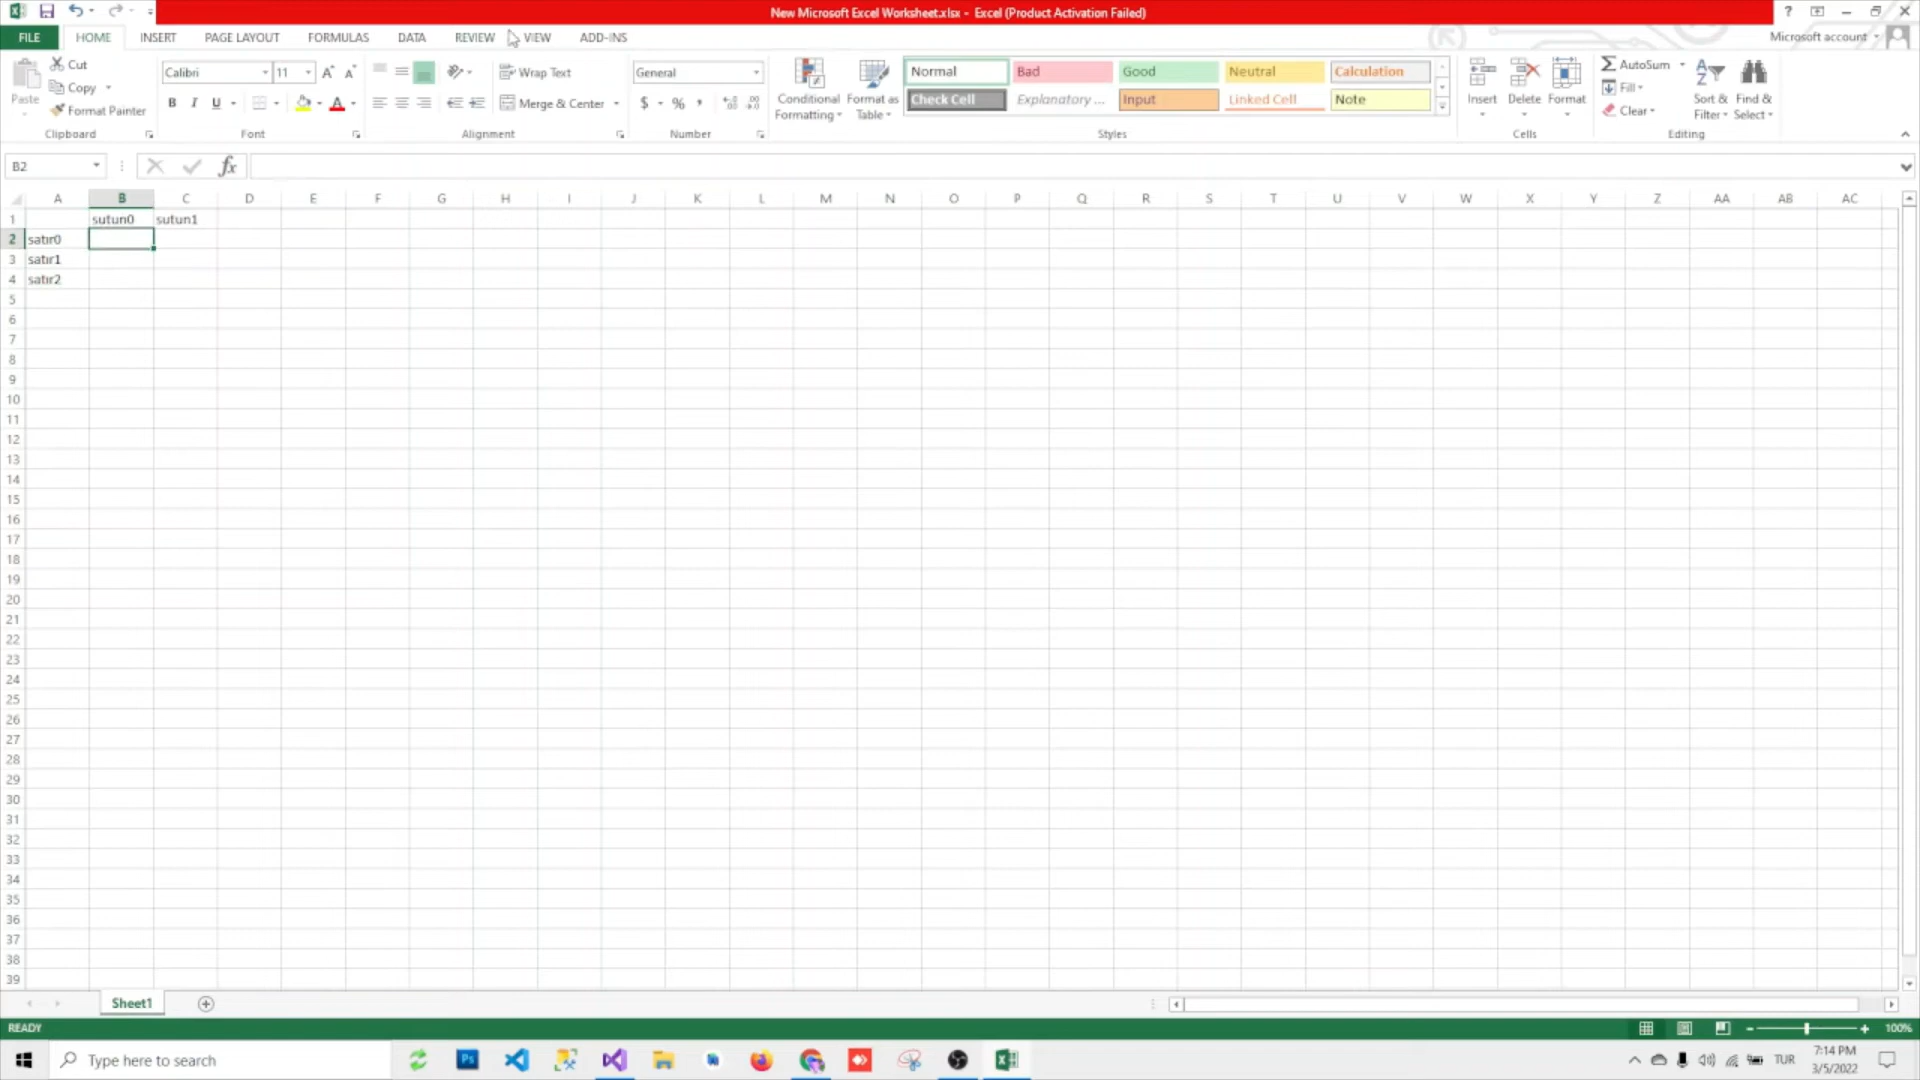 New Microsoft Excel Worksheet.xlsx - Excel (Product Activation Failed)
FILE HOME INSERT PAGE LAYOUT FORMULAS DATA REVIEW VIEW ADD-INS Microsoft account
Paste
Cut
Copy
Format Painter
Clipboard
Calibri 11
B I U
Font
Wrap Text
Merge & Center
Alignment
General
$ % ,
Number
Conditional Formatting
Format as Table
Normal Bad Good Neutral Calculation
Check Cell Explanatory ... Input Linked Cell Note
Styles
Insert Delete Format
Cells
AutoSum
Fill
Clear
Sort & Filter
Find & Select
Editing
B2 fx
A B C D E F G H I J K L M N O P Q R S T U V W X Y Z AA AB AC
1 sutun0 sutun1
2 satır0
3 satır1
4 satır2
5
6
7
8
9
10
11
12
13
14
15
16
17
18
19
20
21
22
23
24
25
26
27
28
29
30
31
32
33
34
35
36
37
38
39
Sheet1
READY 100%
Type here to search
Ps
TUR
7:14 PM
3/5/2022